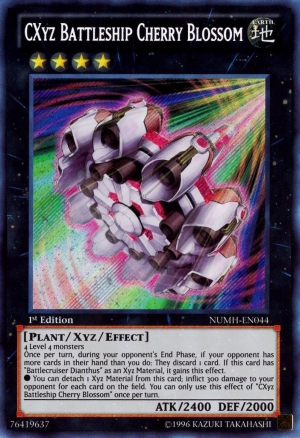 CXyz Battleship Cherry Blossom
EARTH
地
1st Edition
NUMH-EN044
[Plant/Xyz/Effect]
4 Level 4 monsters
Once per turn, during your opponent's End Phase, if your opponent has
more cards in their hand than you do: They discard 1 card. If this card has
"Battlecruiser Dianthus" as an Xyz Material, it gains this effect.
● You can detach 1 Xyz Material from this card; inflict 300 damage to your
opponent for each card on the field. You can only use this effect of "CXyz
Battleship Cherry Blossom" once per turn.
ATK/2400 DEF/2000
76419637
©1996 KAZUKI TAKAHASHI